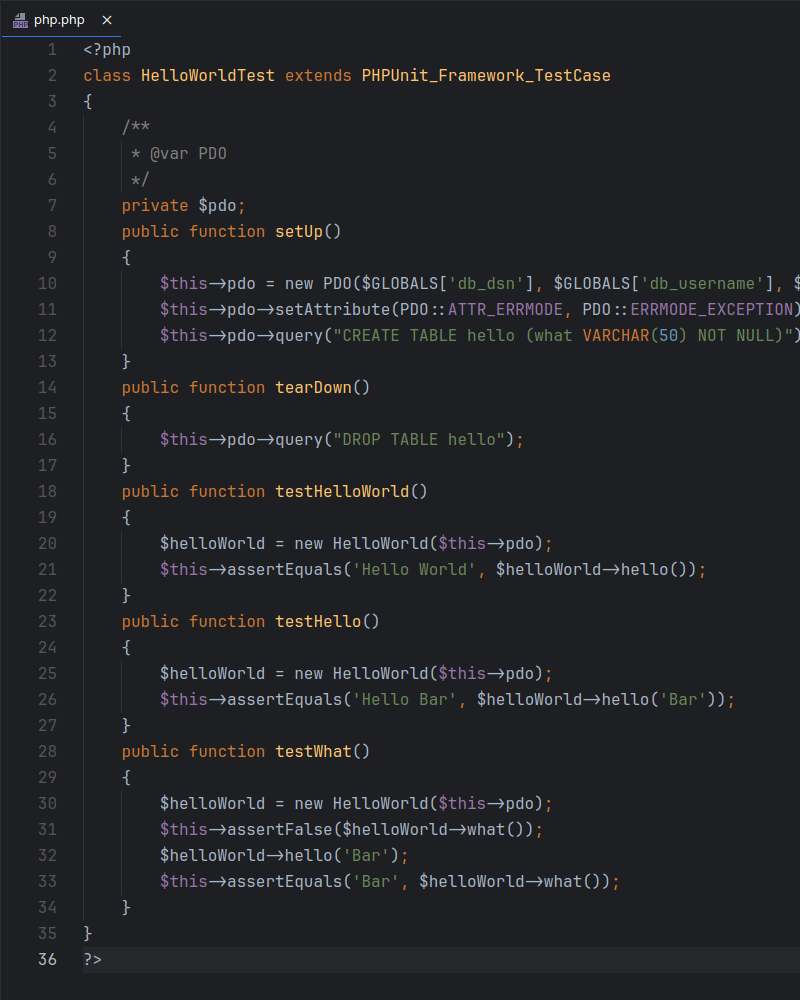 php.php ×
1 <?php
2 class HelloWorldTest extends PHPUnit_Framework_TestCase
3 {
4     /**
5      * @var PDO
6      */
7     private $pdo;
8     public function setUp()
9     {
10         $this->pdo = new PDO($GLOBALS['db_dsn'], $GLOBALS['db_username'], $
11         $this->pdo->setAttribute(PDO::ATTR_ERRMODE, PDO::ERRMODE_EXCEPTION)
12         $this->pdo->query("CREATE TABLE hello (what VARCHAR(50) NOT NULL)")
13     }
14     public function tearDown()
15     {
16         $this->pdo->query("DROP TABLE hello");
17     }
18     public function testHelloWorld()
19     {
20         $helloWorld = new HelloWorld($this->pdo);
21         $this->assertEquals('Hello World', $helloWorld->hello());
22     }
23     public function testHello()
24     {
25         $helloWorld = new HelloWorld($this->pdo);
26         $this->assertEquals('Hello Bar', $helloWorld->hello('Bar'));
27     }
28     public function testWhat()
29     {
30         $helloWorld = new HelloWorld($this->pdo);
31         $this->assertFalse($helloWorld->what());
32         $helloWorld->hello('Bar');
33         $this->assertEquals('Bar', $helloWorld->what());
34     }
35 }
36 ?>